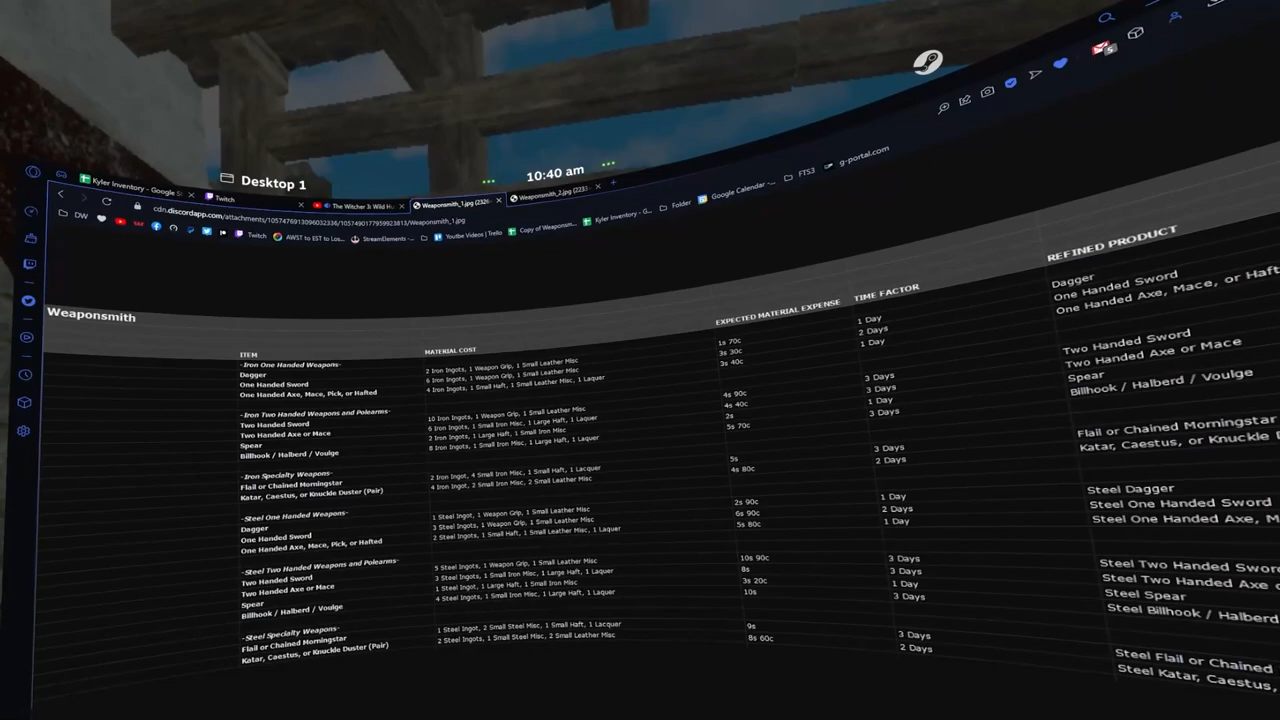 Desktop 1
10:40 am
Kyler Inventory - Google S
Twitch
The Witcher 3: Wild H
Weaponsmith_1.jpg (2326
Weaponsmith_2.jpg (2233
cdn.discordapp.com/attachments/1057476913096032336/1057490177959923813/Weaponsmith_1.jpg
DW
Twitch
AWST to EST to Los...
StreamElements -...
Youtbe Videos | Trello
Copy of Weaponsm...
Kyler Inventory - G...
Folder
Google Calendar -...
FTS3
g-portal.com
5
Weaponsmith
ITEM MATERIAL COST EXPECTED MATERIAL EXPENSE TIME FACTOR REFINED PRODUCT
-Iron One Handed Weapons-
Dagger 2 Iron Ingots, 1 Weapon Grip, 1 Small Leather Misc 1s 70c 1 Day Dagger
One Handed Sword 6 Iron Ingots, 1 Weapon Grip, 1 Small Leather Misc 3s 30c 2 Days One Handed Sword
One Handed Axe, Mace, Pick, or Hafted 4 Iron Ingots, 1 Small Haft, 1 Small Leather Misc, 1 Laquer 3s 40c 1 Day One Handed Axe, Mace, or Haft
-Iron Two Handed Weapons and Polearms-
Two Handed Sword 10 Iron Ingots, 1 Weapon Grip, 1 Small Leather Misc 4s 90c 3 Days Two Handed Sword
Two Handed Axe or Mace 6 Iron Ingots, 1 Small Iron Misc, 1 Large Haft, 1 Laquer 4s 40c 3 Days Two Handed Axe or Mace
Spear 2 Iron Ingots, 1 Large Haft, 1 Small Iron Misc 2s 1 Day Spear
Billhook / Halberd / Voulge 8 Iron Ingots, 1 Small Iron Misc, 1 Large Haft, 1 Laquer 5s 70c 3 Days Billhook / Halberd / Voulge
-Iron Specialty Weapons-
Flail or Chained Morningstar 2 Iron Ingot, 4 Small Iron Misc, 1 Small Haft, 1 Laquer 5s 3 Days Flail or Chained Morningstar
Katar, Caestus, or Knuckle Duster (Pair) 4 Iron Ingot, 2 Small Iron Misc, 2 Small Leather Misc 4s 80c 2 Days Katar, Caestus, or Knuckle D
-Steel One Handed Weapons-
Dagger 1 Steel Ingot, 1 Weapon Grip, 1 Small Leather Misc 2s 90c 1 Day Steel Dagger
One Handed Sword 3 Steel Ingots, 1 Weapon Grip, 1 Small Leather Misc 6s 90c 2 Days Steel One Handed Sword
One Handed Axe, Mace, Pick, or Hafted 2 Steel Ingots, 1 Small Haft, 1 Small Leather Misc, 1 Laquer 5s 80c 1 Day Steel One Handed Axe, M
-Steel Two Handed Weapons and Polearms-
Two Handed Sword 5 Steel Ingots, 1 Weapon Grip, 1 Small Leather Misc 10s 90c 3 Days Steel Two Handed Swor
Two Handed Axe or Mace 3 Steel Ingots, 1 Small Iron Misc, 1 Large Haft, 1 Laquer 8s 3 Days Steel Two Handed Axe
Spear 1 Steel Ingot, 1 Large Haft, 1 Small Iron Misc 3s 20c 1 Day Steel Spear
Billhook / Halberd / Voulge 4 Steel Ingots, 1 Small Iron Misc, 1 Large Haft, 1 Laquer 10s 3 Days Steel Billhook / Halberd
-Steel Specialty Weapons-
Flail or Chained Morningstar 1 Steel Ingot, 2 Small Steel Misc, 1 Small Haft, 1 Laquer 9s 3 Days Steel Flail or Chained
Katar, Caestus, or Knuckle Duster (Pair) 2 Steel Ingots, 1 Small Steel Misc, 2 Small Leather Misc 8s 60c 2 Days Steel Katar, Caestus,